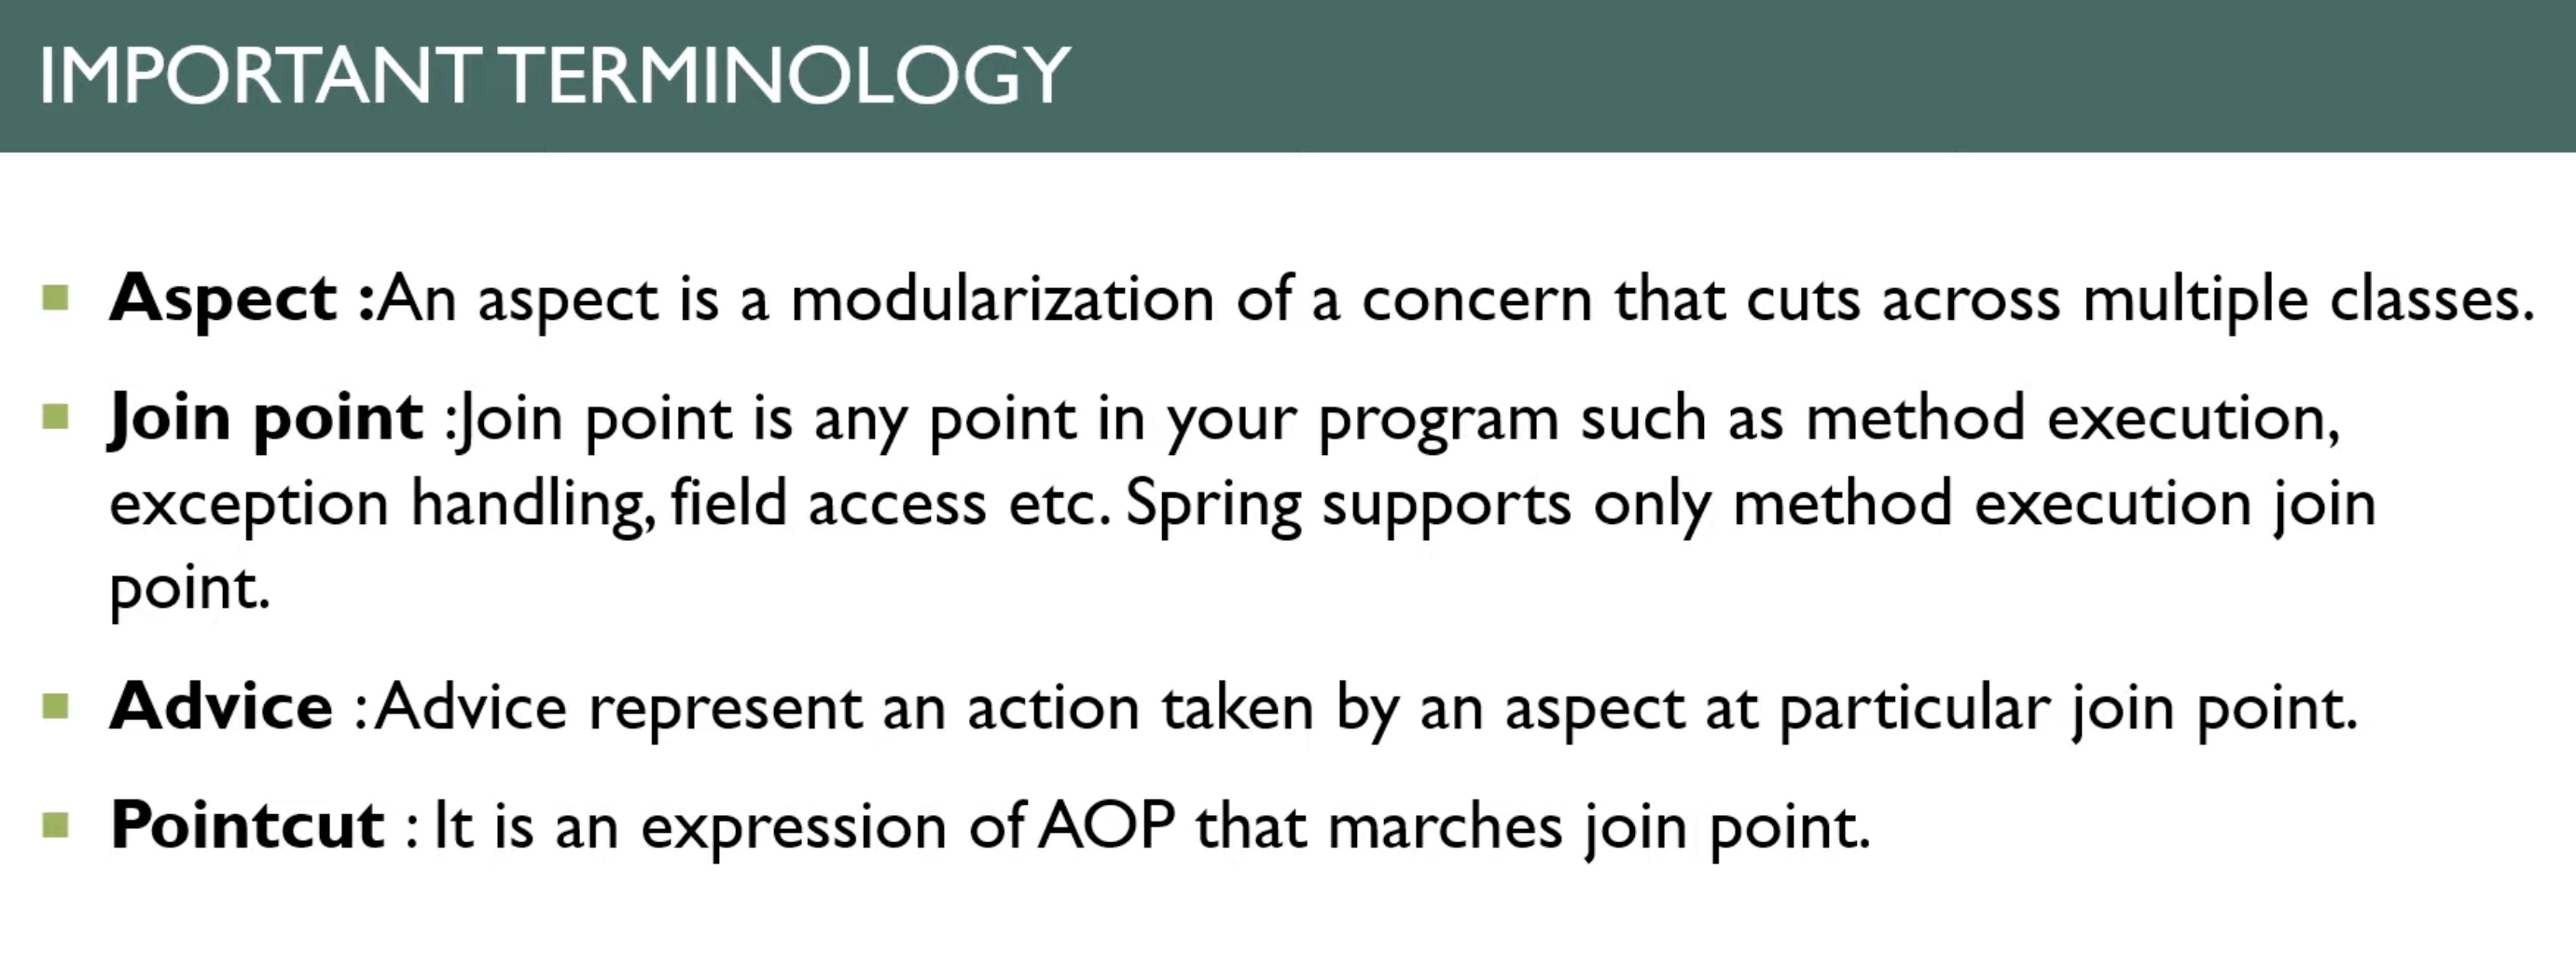 IMPORTANT TERMINOLOGY
Aspect :An aspect is a modularization of a concern that cuts across multiple classes.
Join point :Join point is any point in your program such as method execution,
exception handling, field access etc. Spring supports only method execution join
point.
Advice : Advice represent an action taken by an aspect at particular join point.
Pointcut : It is an expression of AOP that marches join point.